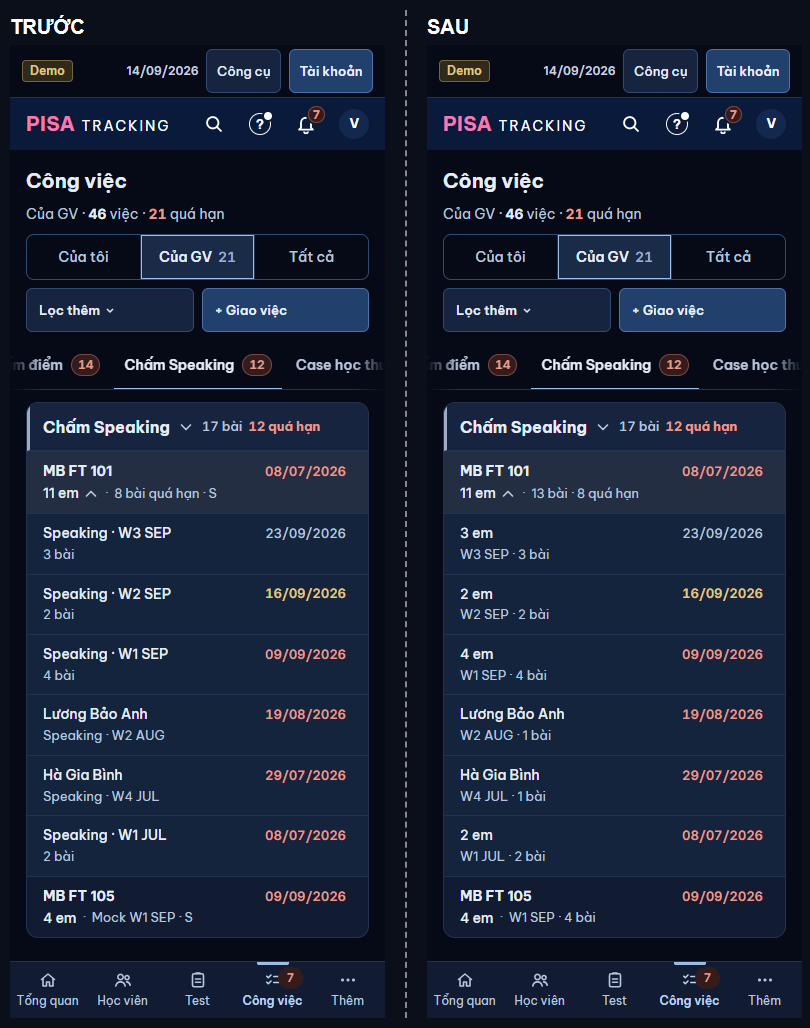 TRƯỚC
Demo 14/09/2026 Công cụ Tài khoản
PISA TRACKING ? 7 V
Công việc
Của GV · 46 việc · 21 quá hạn
Của tôi Của GV 21 Tất cả
Lọc thêm + Giao việc
m điểm 14 Chấm Speaking 12 Case học thu
Chấm Speaking 17 bài 12 quá hạn
MB FT 101 08/07/2026
11 em · 8 bài quá hạn · S
Speaking · W3 SEP 23/09/2026
3 bài
Speaking · W2 SEP 16/09/2026
2 bài
Speaking · W1 SEP 09/09/2026
4 bài
Lương Bảo Anh 19/08/2026
Speaking · W2 AUG
Hà Gia Bình 29/07/2026
Speaking · W4 JUL
Speaking · W1 JUL 08/07/2026
2 bài
MB FT 105 09/09/2026
4 em · Mock W1 SEP · S
Tổng quan Học viên Test Công việc 7 Thêm
SAU
Demo 14/09/2026 Công cụ Tài khoản
PISA TRACKING ? 7 V
Công việc
Của GV · 46 việc · 21 quá hạn
Của tôi Của GV 21 Tất cả
Lọc thêm + Giao việc
m điểm 14 Chấm Speaking 12 Case học thu
Chấm Speaking 17 bài 12 quá hạn
MB FT 101 08/07/2026
11 em · 13 bài · 8 quá hạn
3 em 23/09/2026
W3 SEP · 3 bài
2 em 16/09/2026
W2 SEP · 2 bài
4 em 09/09/2026
W1 SEP · 4 bài
Lương Bảo Anh 19/08/2026
W2 AUG · 1 bài
Hà Gia Bình 29/07/2026
W4 JUL · 1 bài
2 em 08/07/2026
W1 JUL · 2 bài
MB FT 105 09/09/2026
4 em · W1 SEP · 4 bài
Tổng quan Học viên Test Công việc 7 Thêm